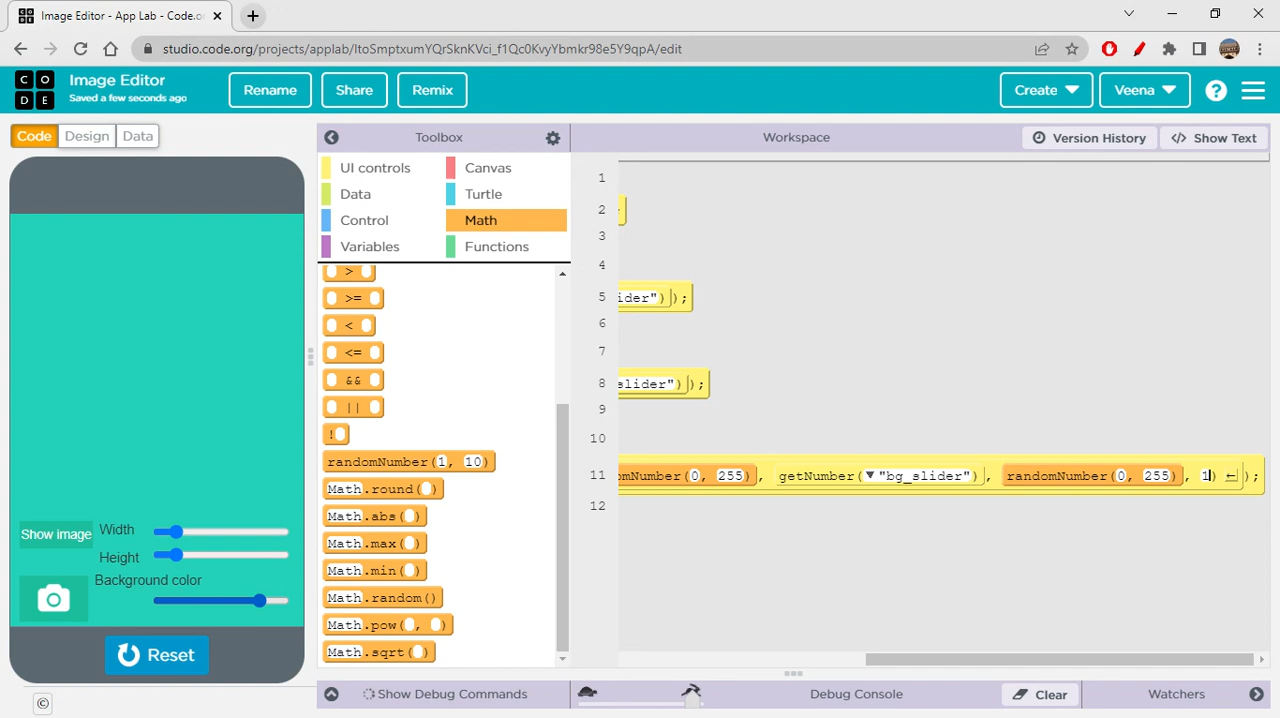 Image Editor - App Lab - Code.or
studio.code.org/projects/applab/ltoSmptxumYQrSknKVci_f1Qc0KvyYbmkr98e5Y9qpA/edit
C O
D E
Image Editor
Saved a few seconds ago
Rename
Share
Remix
Create
Veena
?
Code
Design
Data
Toolbox
Workspace
Version History
</> Show Text
UI controls
Canvas
Data
Turtle
Control
Math
Variables
Functions
>
>=
<
<=
&&
||
!
randomNumber(1, 10)
Math.round()
Math.abs()
Math.max()
Math.min()
Math.random()
Math.pow( , )
Math.sqrt()
1
2
3
4
5 ider") );
6
7
8 slider") );
9
10
11 mNumber(0, 255), getNumber("bg_slider"), randomNumber(0, 255), 1) );
12
Show image
Width
Height
Background color
Reset
©
Show Debug Commands
Debug Console
Clear
Watchers